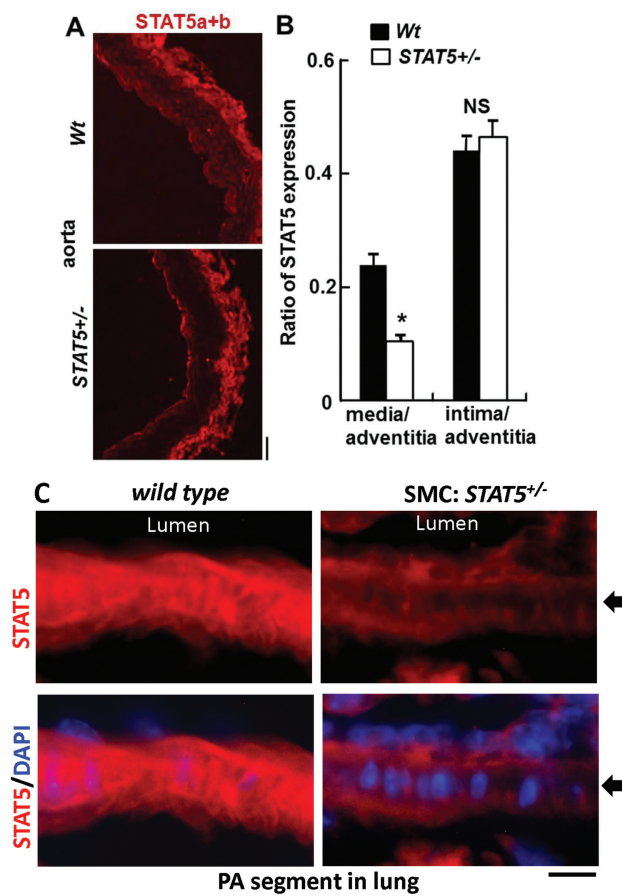 A
STAT5a+b
Wt
aorta
STAT5+/-
B
Wt
STAT5+/-
Ratio of STAT5 expression
0.6
0.4
0.2
0
NS
*
media/
adventitia
intima/
adventitia
C
wild type
SMC: STAT5+/-
Lumen
Lumen
STAT5
STAT5/DAPI
PA segment in lung